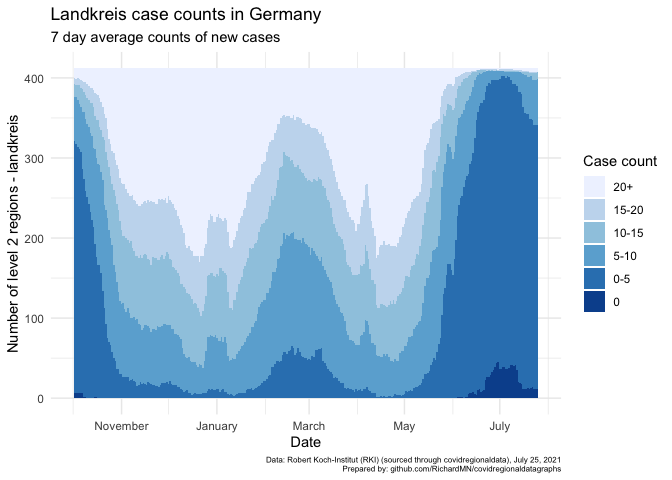 Landkreis case counts in Germany
7 day average counts of new cases
Number of level 2 regions - landkreis
400
300
200
100
0
November
January
March
May
July
Date
Case count
20+
15-20
10-15
5-10
0-5
0
Data: Robert Koch-Institut (RKI) (sourced through covidregionaldata), July 25, 2021
Prepared by: github.com/RichardMN/covidregionaldatagraphs